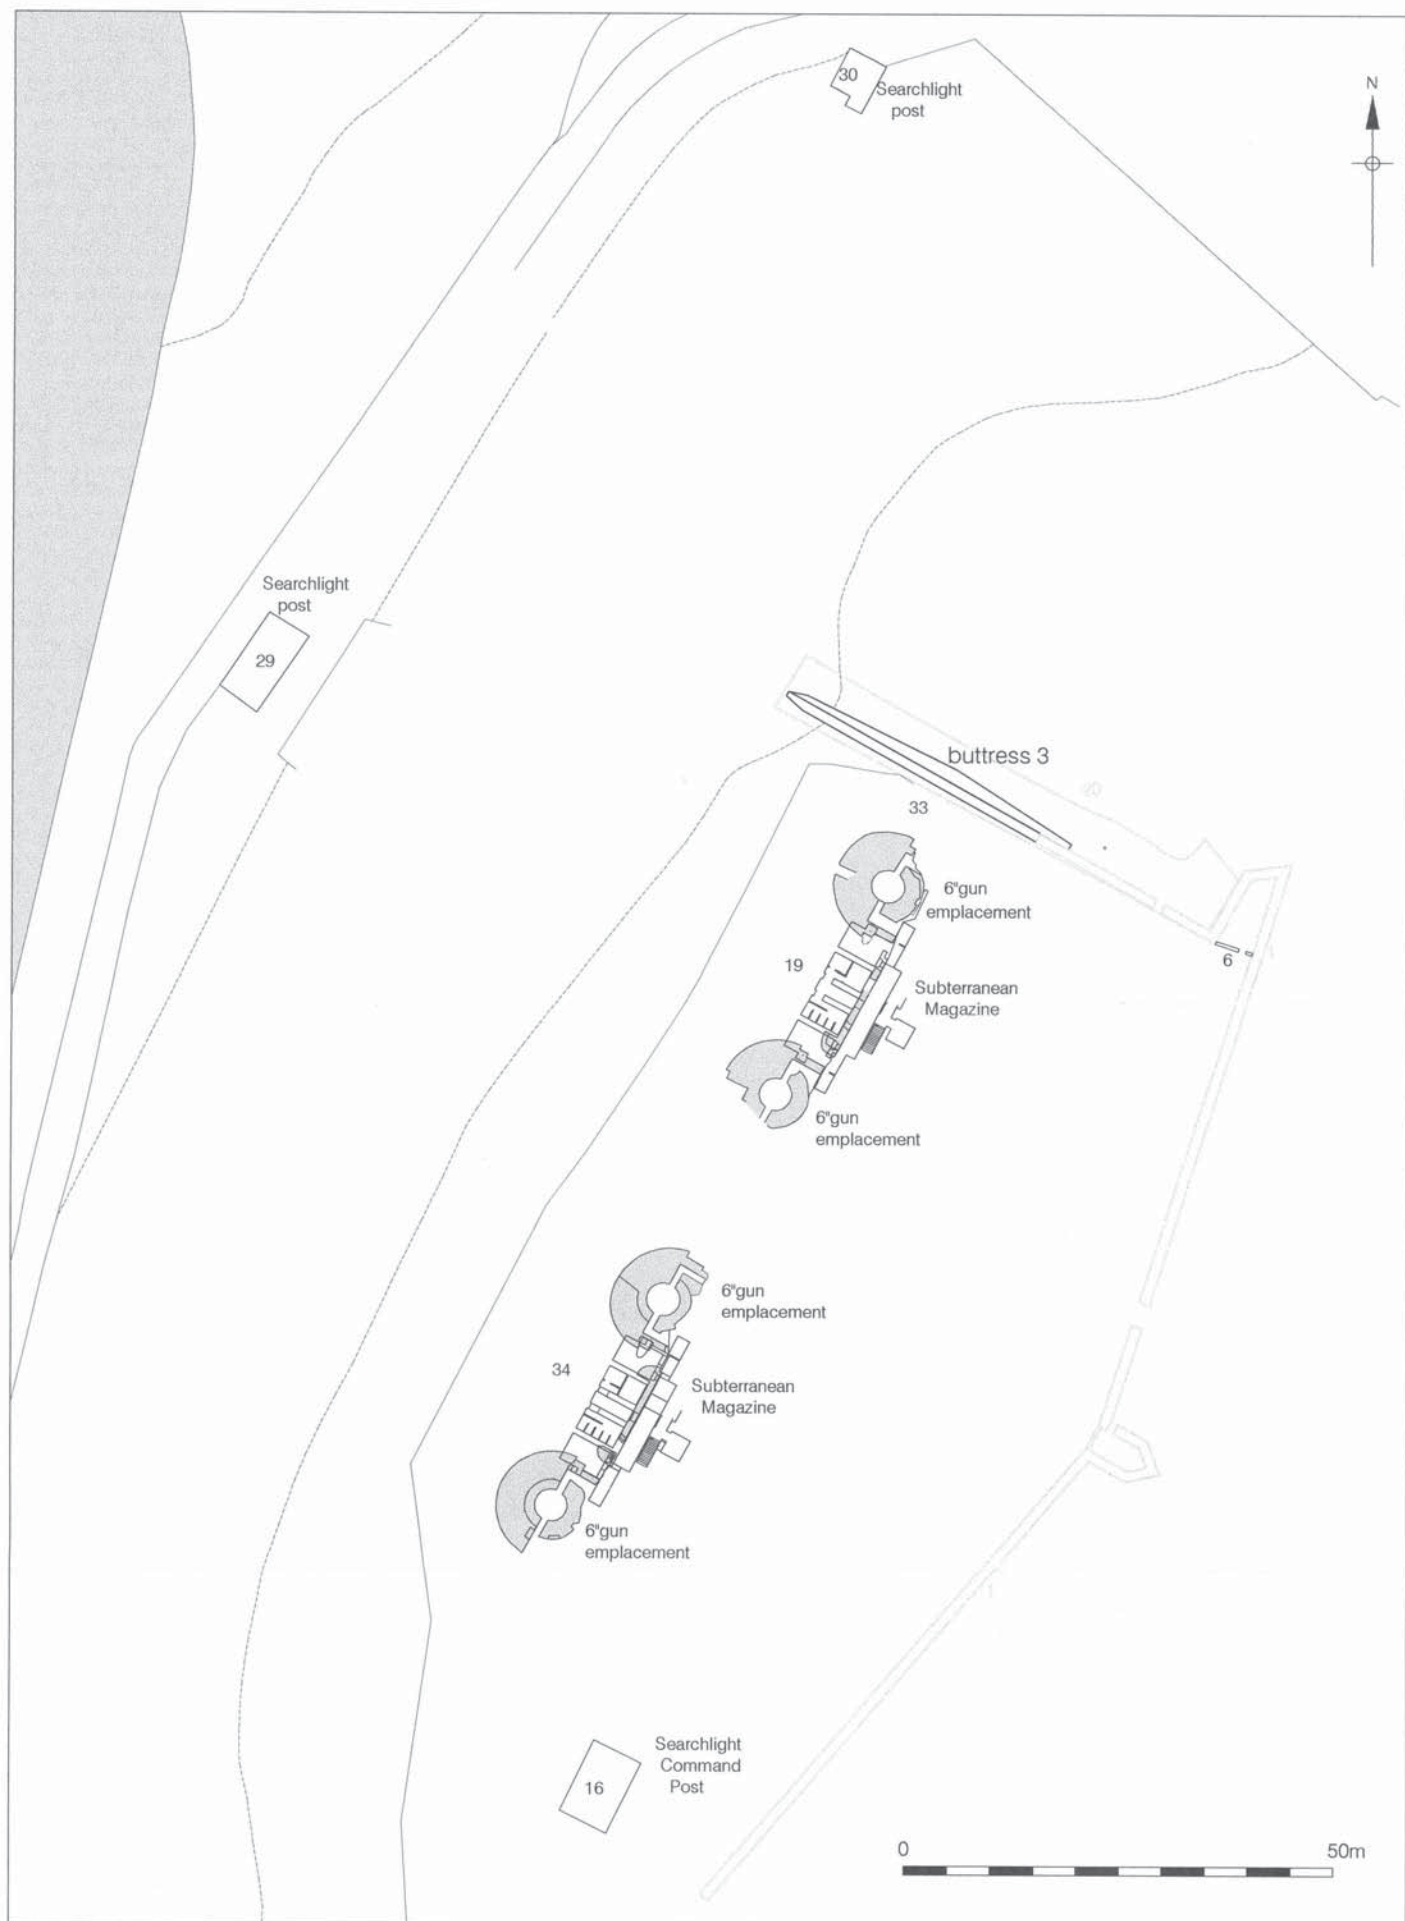 30
Searchlight
post
N
Searchlight
post
29
buttress 3
33
6"gun
emplacement
19
6
Subterranean
Magazine
6"gun
emplacement
6"gun
emplacement
34
Subterranean
Magazine
6"gun
emplacement
Searchlight
Command
Post
16
0
50m